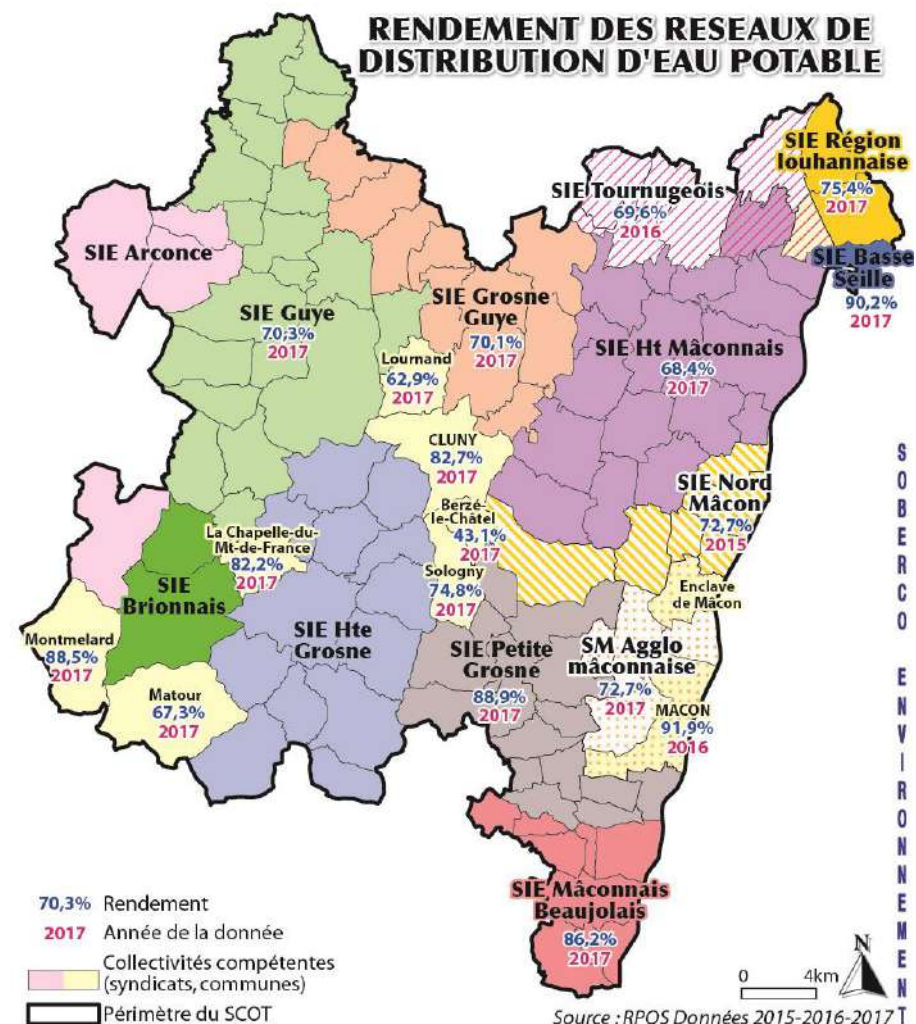 RENDEMENT DES RESEAUX DE
DISTRIBUTION D'EAU POTABLE
SIE Région
louhannaise
75,4%
2017
SIE Tournugeois
69,6%
2016
SIE Arconce
SIE Basse
Seille
90,2%
2017
SIE Guye
70,3%
2017
SIE Grosne
Guye
70,1%
2017
SIE Ht Mâconnais
68,4%
2017
Lournand
62,9%
2017
CLUNY
82,7%
2017
SIE Nord
Mâcon
72,7%
2015
Berzé-
le-Châtel
43,1%
2017
La Chapelle-du-
Mt-de-France
82,2%
2017
Sologny
74,8%
2017
Enclave
de Mâcon
SIE
Brionnais
SIE Hte
Grosne
Montmelard
88,5%
2017
SIE Petite
Grosne
88,9%
2017
SM Agglo
mâconnaise
72,7%
2017
Matour
67,3%
2017
MACON
91,9%
2016
SIE Mâconnais
Beaujolais
86,2%
2017
70,3% Rendement
2017 Année de la donnée
Collectivités compétentes
(syndicats, communes)
Périmètre du SCOT
N
0 4km
Source : RPQS Données 2015-2016-2017
SOBERCO ENVIRONNEMENT